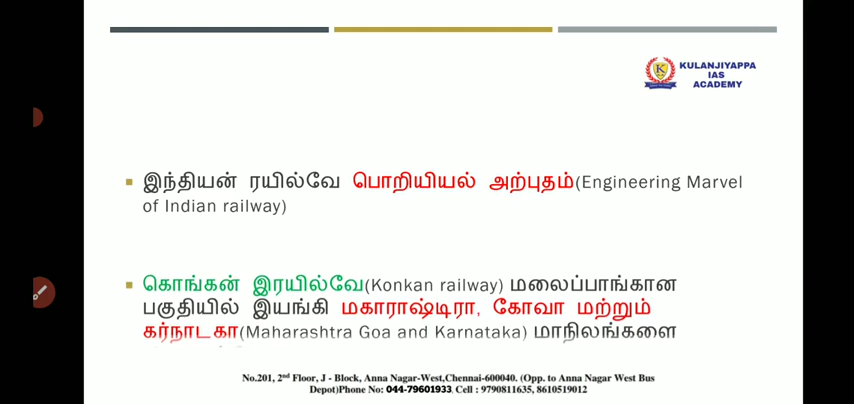 KULANJIYAPPA
IAS
ACADEMY
இந்தியன் ரயில்வே பொறியியல் அற்புதம்(Engineering Marvel
of Indian railway)
கொங்கன் இரயில்வே(Konkan railway) மலைப்பாங்கான
பகுதியில் இயங்கி மகாராஷ்டிரா, கோவா மற்றும்
கர்நாடகா(Maharashtra Goa and Karnataka) மாநிலங்களை
No.201, 2nd Floor, J - Block, Anna Nagar-West,Chennai-600040. (Opp. to Anna Nagar West Bus
Depot)Phone No: 044-79601933, Cell : 9790811635, 8610519012